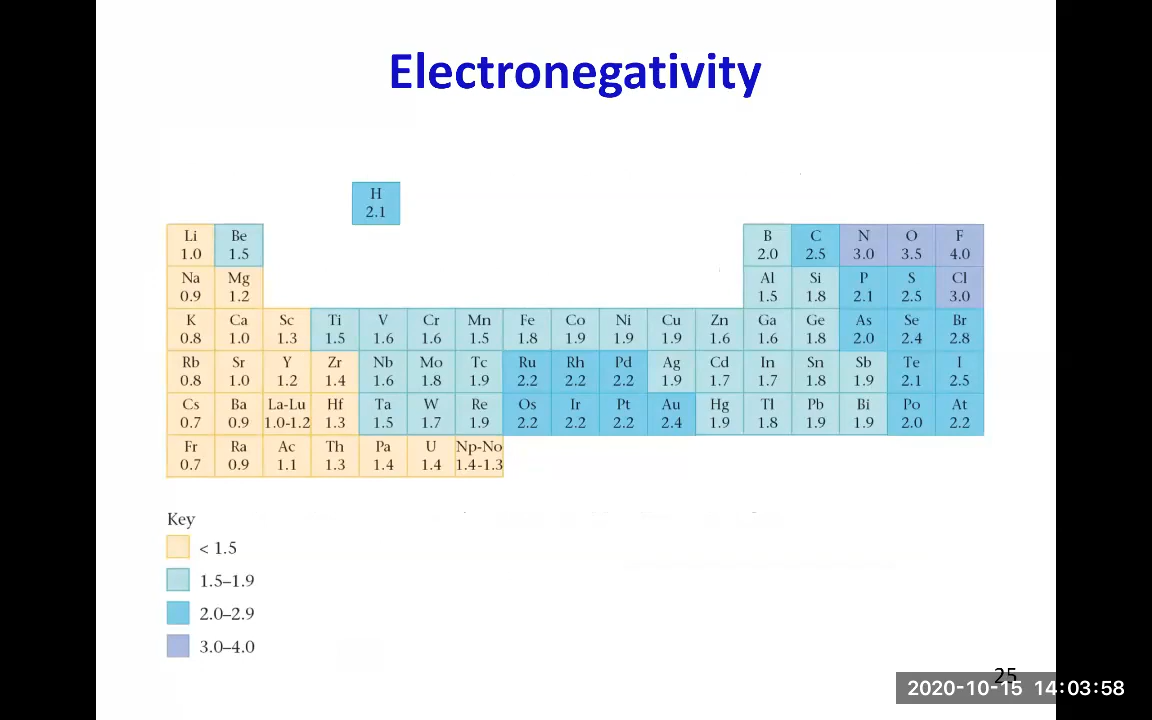 Electronegativity
H
2.1
Li Be B C N O F
1.0 1.5 2.0 2.5 3.0 3.5 4.0
Na Mg Al Si P S Cl
0.9 1.2 1.5 1.8 2.1 2.5 3.0
K Ca Sc Ti V Cr Mn Fe Co Ni Cu Zn Ga Ge As Se Br
0.8 1.0 1.3 1.5 1.6 1.6 1.5 1.8 1.9 1.9 1.9 1.6 1.6 1.8 2.0 2.4 2.8
Rb Sr Y Zr Nb Mo Tc Ru Rh Pd Ag Cd In Sn Sb Te I
0.8 1.0 1.2 1.4 1.6 1.8 1.9 2.2 2.2 2.2 1.9 1.7 1.7 1.8 1.9 2.1 2.5
Cs Ba La-Lu Hf Ta W Re Os Ir Pt Au Hg Tl Pb Bi Po At
0.7 0.9 1.0-1.2 1.3 1.5 1.7 1.9 2.2 2.2 2.2 2.4 1.9 1.8 1.9 1.9 2.0 2.2
Fr Ra Ac Th Pa U Np-No
0.7 0.9 1.1 1.3 1.4 1.4 1.4-1.3
Key
< 1.5
1.5–1.9
2.0–2.9
3.0–4.0
25
2020-10-15 14:03:58